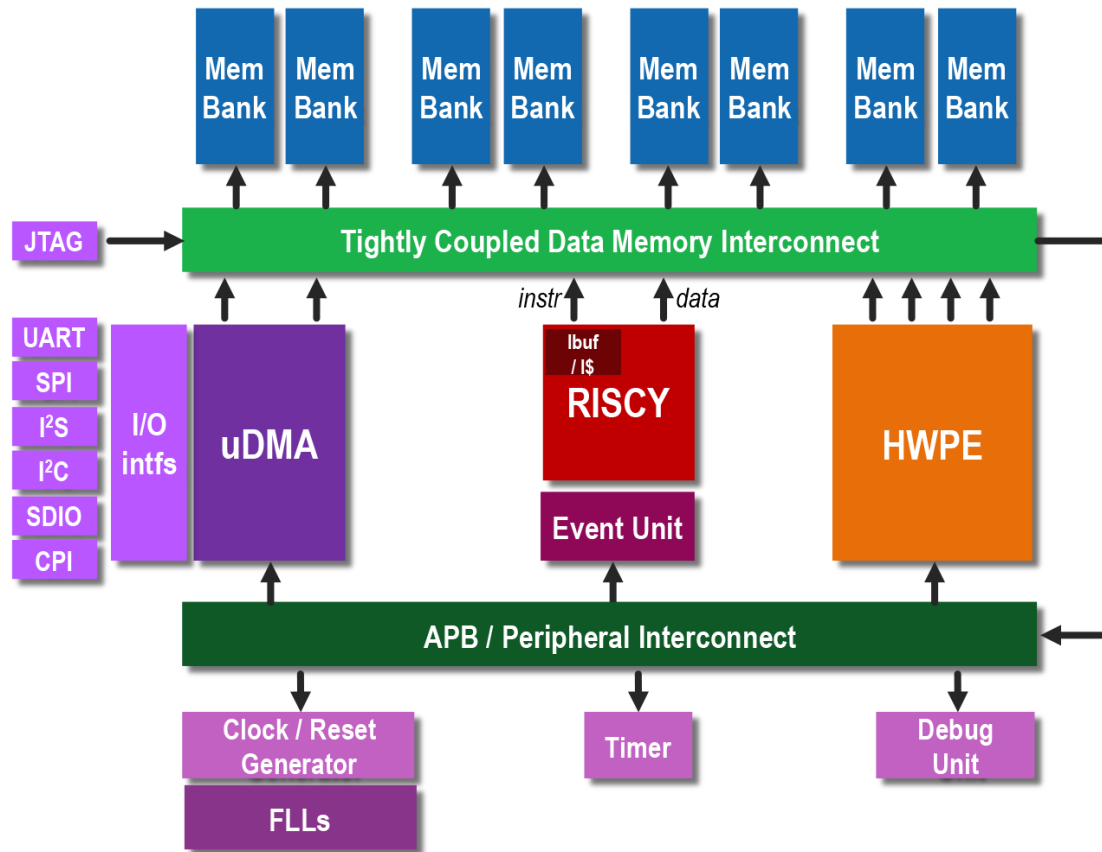 Mem
Bank
Mem
Bank
Mem
Bank
Mem
Bank
Mem
Bank
Mem
Bank
Mem
Bank
Mem
Bank
JTAG
Tightly Coupled Data Memory Interconnect
instr
data
UART
SPI
I²S
I²C
SDIO
CPI
I/O
intfs
uDMA
Ibuf
/ I$
RISCY
Event Unit
HWPE
APB / Peripheral Interconnect
Clock / Reset
Generator
FLLs
Timer
Debug
Unit